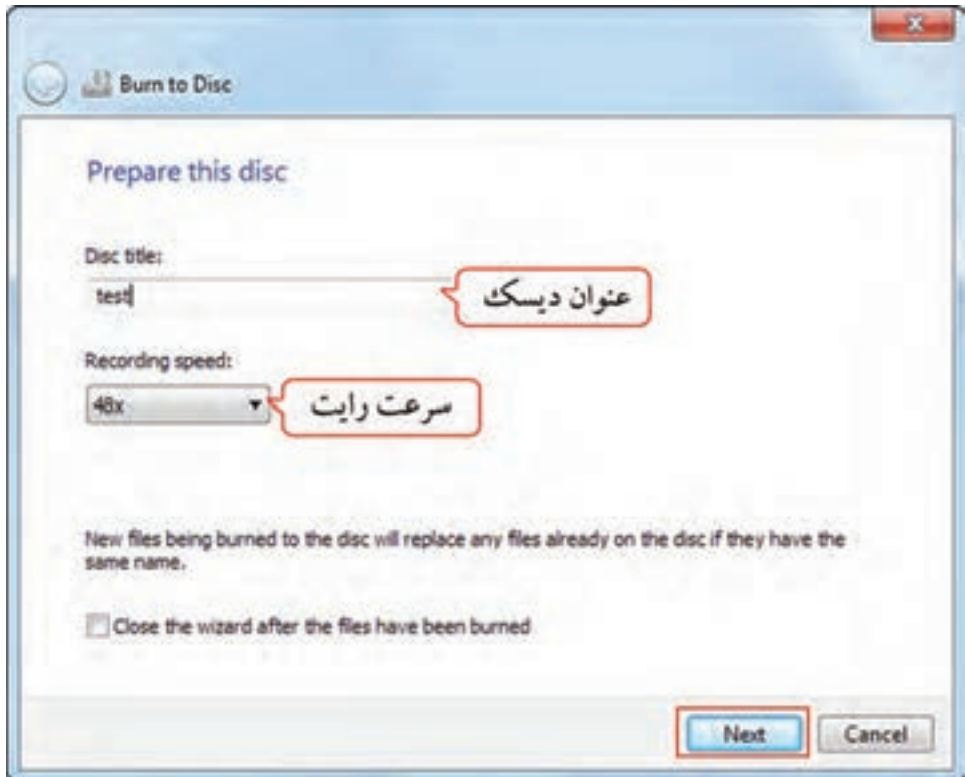 Burn to Disc
Prepare this disc
Disc title:
test
عنوان دیسک
Recording speed:
48x
سرعت رایت
New files being burned to the disc will replace any files already on the disc if they have the
same name.
Close the wizard after the files have been burned
Next
Cancel